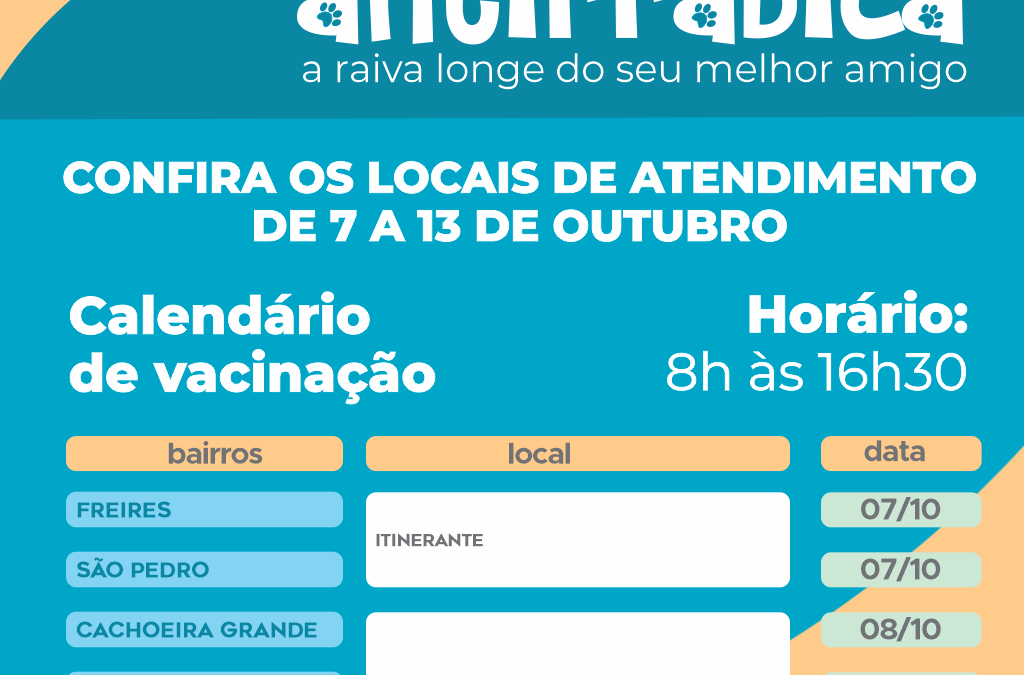 a raiva longe do seu melhor amigo
CONFIRA OS LOCAIS DE ATENDIMENTO
DE 7 A 13 DE OUTUBRO
Calendário
de vacinação
Horário:
8h às 16h30
bairros local data
FREIRES 07/10
ITINERANTE
SÃO PEDRO 07/10
CACHOEIRA GRANDE 08/10